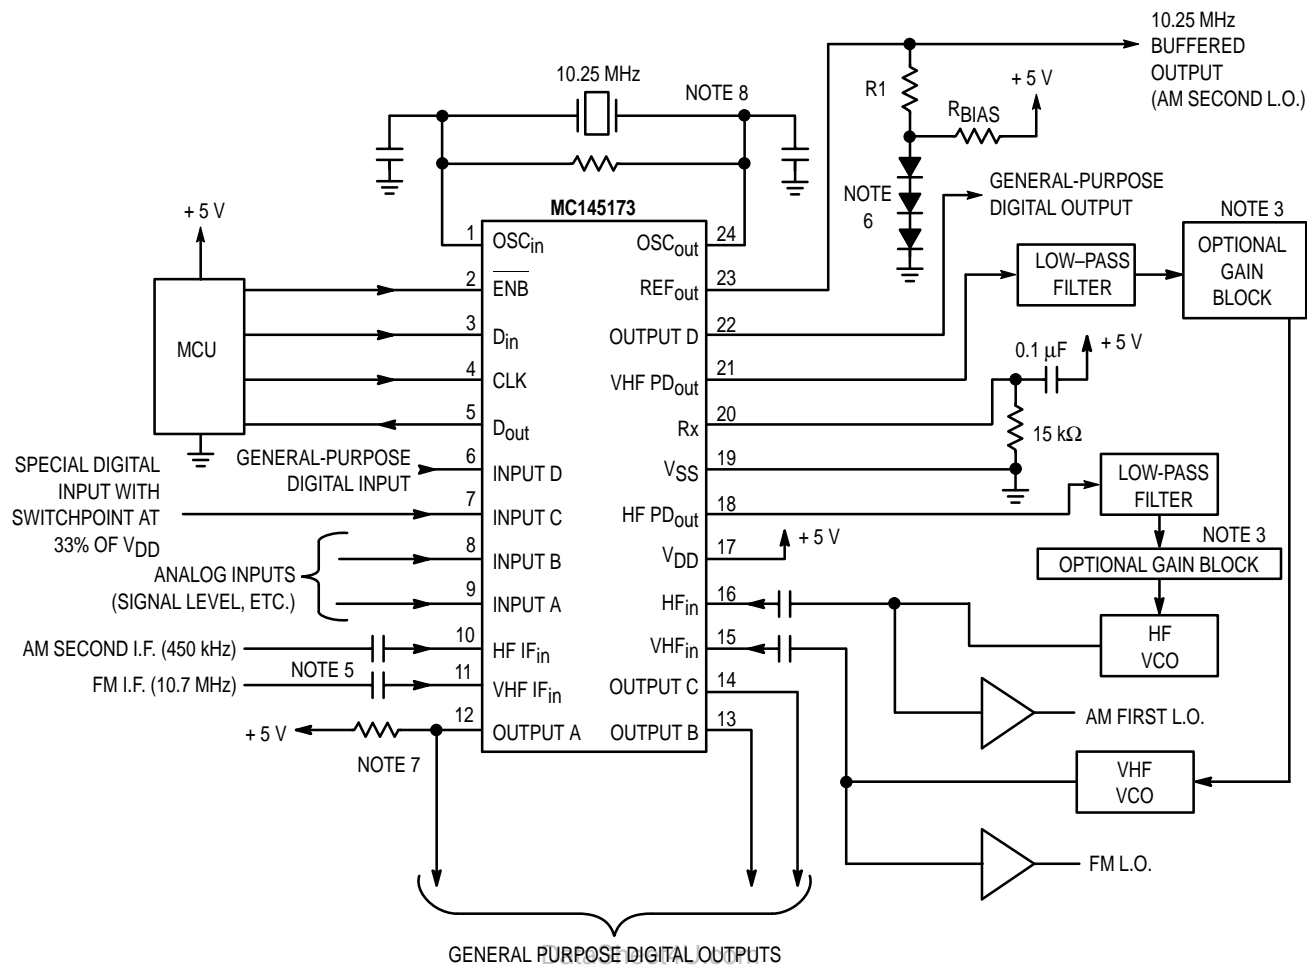 10.25 MHz
BUFFERED
OUTPUT
(AM SECOND L.O.)
10.25 MHz
NOTE 8
R1
+ 5 V
RBIAS
NOTE
6
GENERAL-PURPOSE
DIGITAL OUTPUT
MC145173
+ 5 V
MCU
1
OSCin
2
ENB
3
Din
4
CLK
5
Dout
6
INPUT D
7
INPUT C
8
INPUT B
9
INPUT A
10
HF IFin
11
VHF IFin
12
OUTPUT A
24
OSCout
23
REFout
22
OUTPUT D
21
VHF PDout
20
Rx
19
VSS
18
HF PDout
17
VDD
16
HFin
15
VHFin
14
OUTPUT C
13
OUTPUT B
GENERAL-PURPOSE
DIGITAL INPUT
SPECIAL DIGITAL
INPUT WITH
SWITCHPOINT AT
33% OF VDD
ANALOG INPUTS
(SIGNAL LEVEL, ETC.)
AM SECOND I.F. (450 kHz)
NOTE 5
FM I.F. (10.7 MHz)
+ 5 V
NOTE 7
LOW–PASS
FILTER
NOTE 3
OPTIONAL
GAIN
BLOCK
0.1 µF
+ 5 V
15 kΩ
LOW-PASS
FILTER
NOTE 3
OPTIONAL GAIN BLOCK
+ 5 V
HF
VCO
AM FIRST L.O.
VHF
VCO
FM L.O.
GENERAL PURPOSE DIGITAL OUTPUTS
DataSheet4U.com